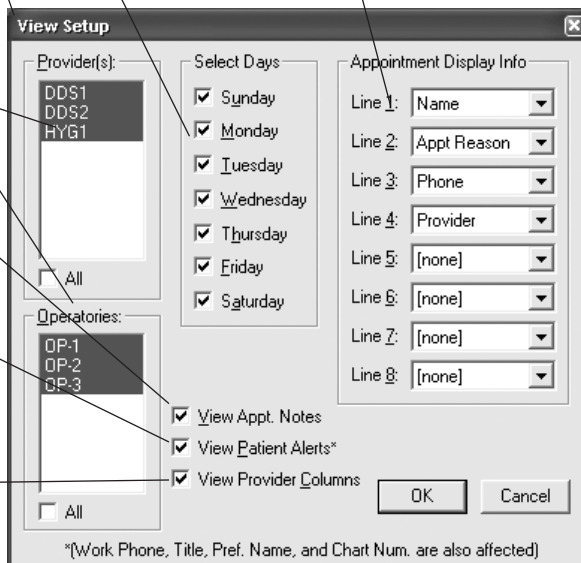 View Setup
Provider(s):
DDS1
DDS2
HYG1
All
Operatories:
OP-1
OP-2
OP-3
All
Select Days
Sunday
Monday
Tuesday
Wednesday
Thursday
Friday
Saturday
Appointment Display Info
Line 1: Name
Line 2: Appt Reason
Line 3: Phone
Line 4: Provider
Line 5: [none]
Line 6: [none]
Line 7: [none]
Line 8: [none]
View Appt. Notes
View Patient Alerts*
View Provider Columns
OK Cancel
*(Work Phone, Title, Pref. Name, and Chart Num. are also affected)